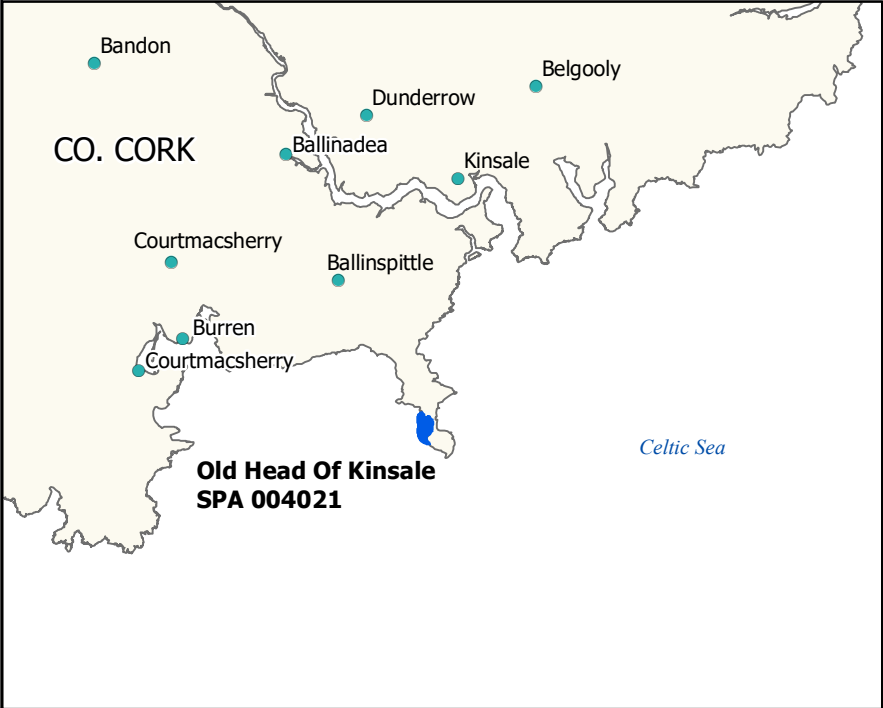 Bandon
Belgooly
Dunderrow
CO. CORK
Ballinadea
Kinsale
Courtmacsherry
Ballinspittle
Burren
Courtmacsherry
Celtic Sea
Old Head Of Kinsale
SPA 004021